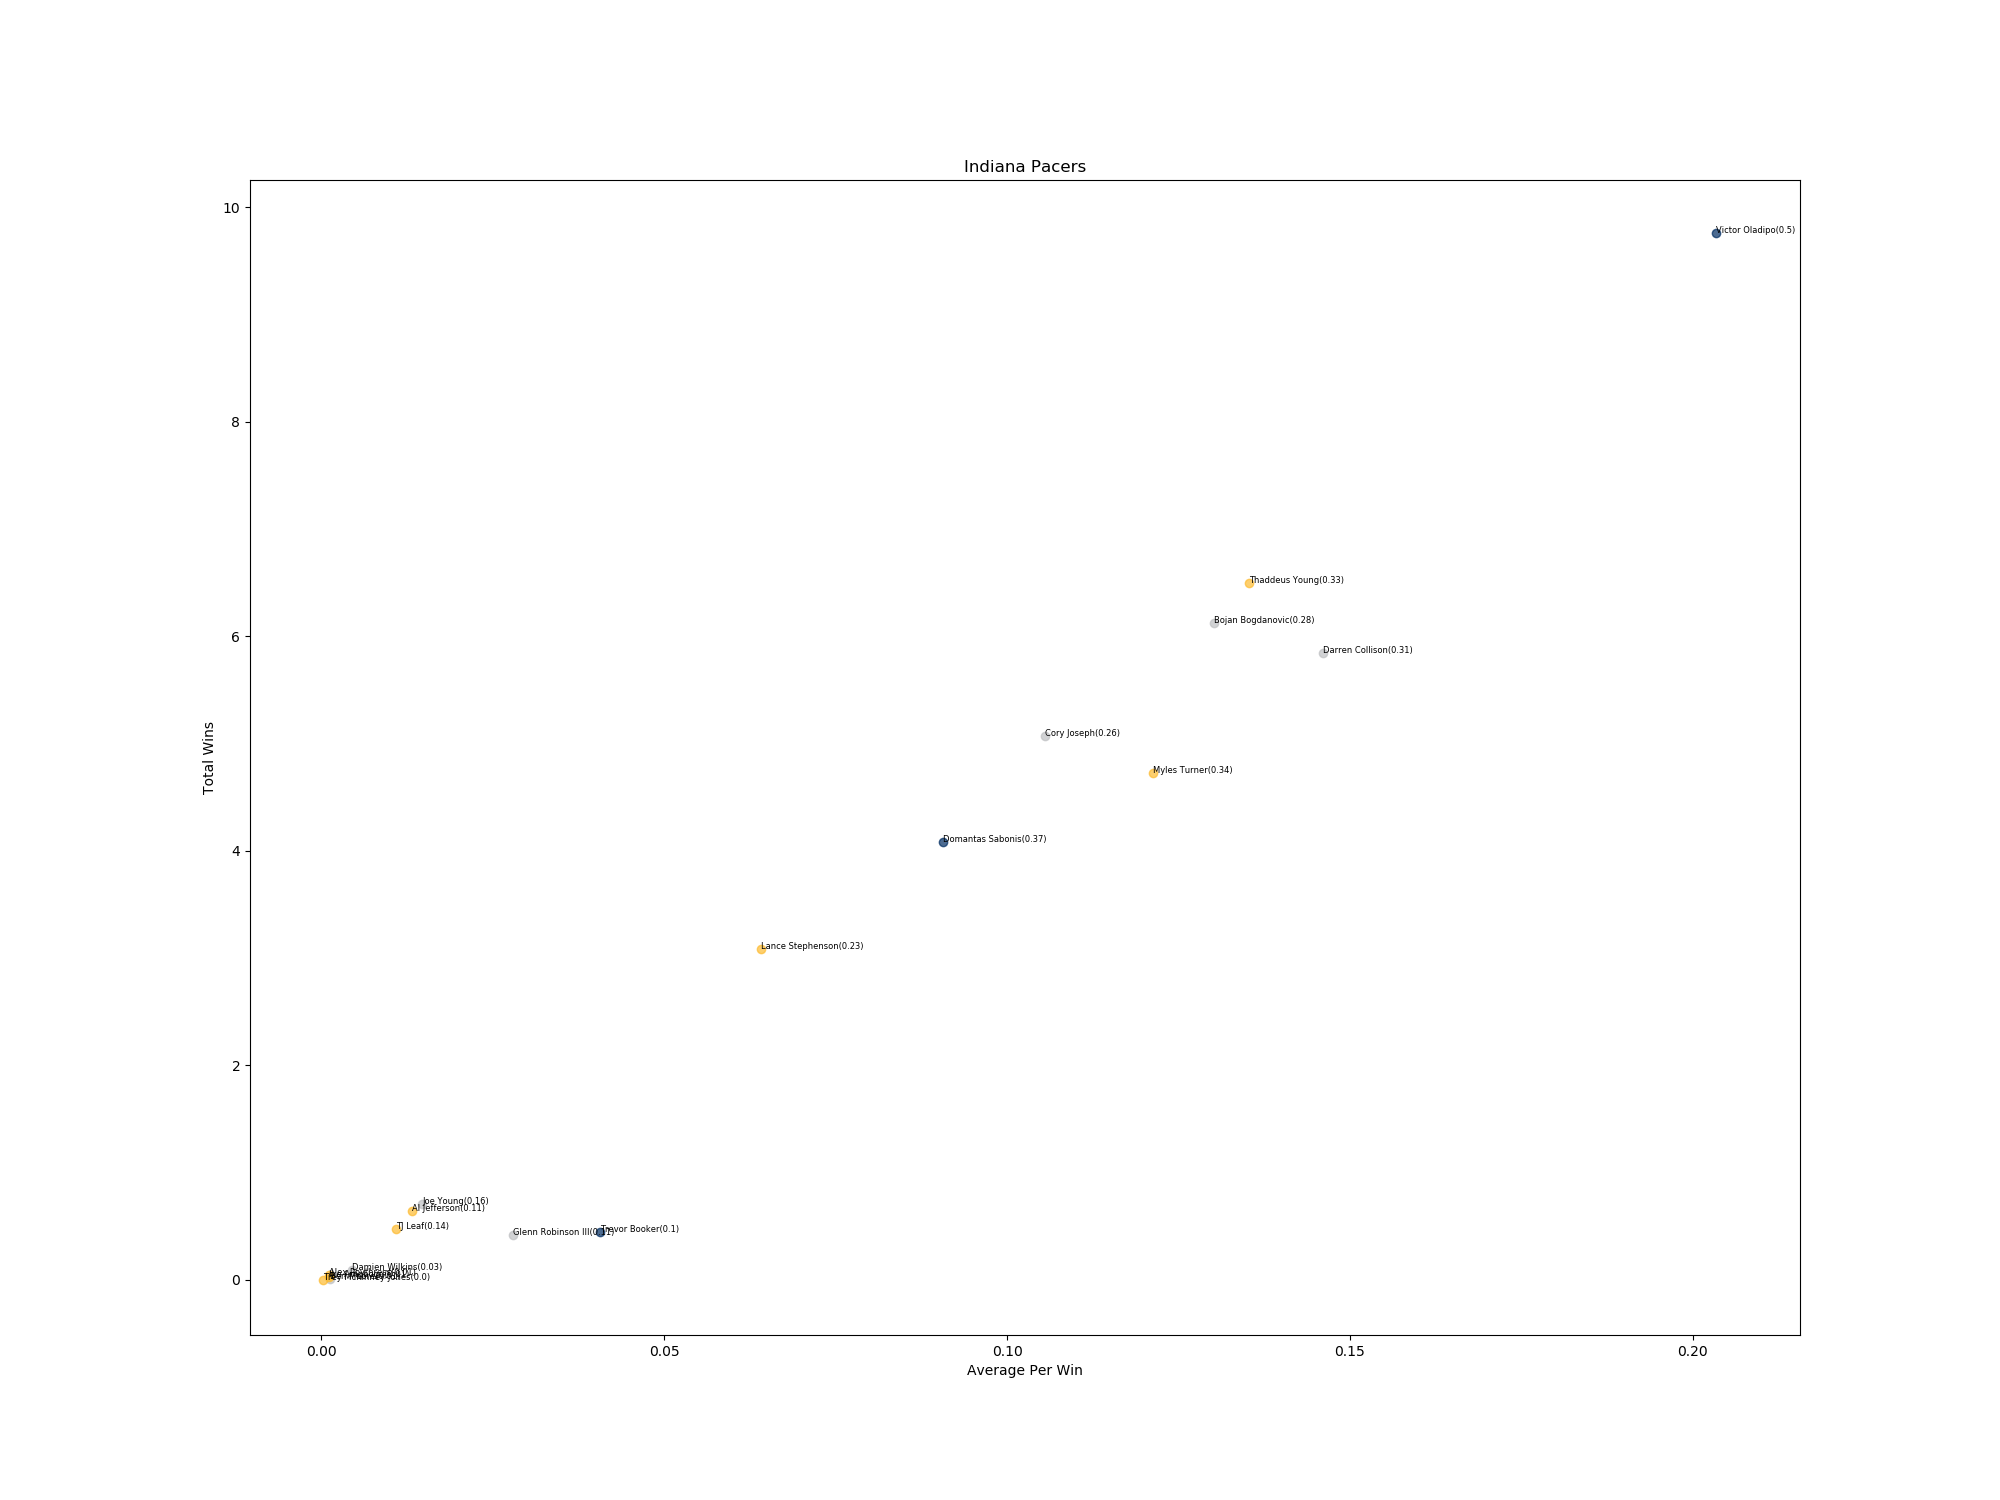 Indiana Pacers
10
Victor Oladipo(0.5)
8
Thaddeus Young(0.33)
Bojan Bogdanovic(0.28)
6
Darren Collison(0.31)
Cory Joseph(0.26)
Total Wins
Myles Turner(0.34)
4
Domantas Sabonis(0.37)
Lance Stephenson(0.23)
2
Joe Young(0.16)
Al Jefferson(0.11)
TJ Leaf(0.14)
Trevor Booker(0.1)
Glenn Robinson III(0.11)
Damien Wilkins(0.03)
0
0.00 0.05 0.10 0.15 0.20
Average Per Win